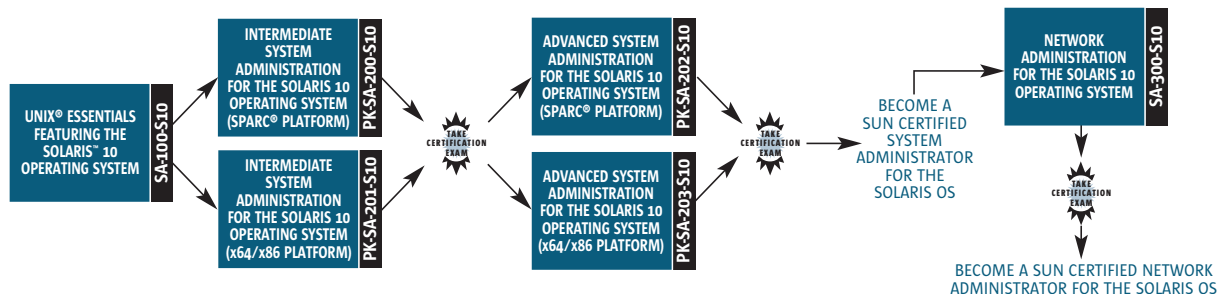 UNIX® ESSENTIALS
FEATURING THE
SOLARIS™ 10
OPERATING SYSTEM
SA-100-S10
INTERMEDIATE
SYSTEM
ADMINISTRATION
FOR THE SOLARIS 10
OPERATING SYSTEM
(SPARC® PLATFORM)
PK-SA-200-S10
INTERMEDIATE
SYSTEM
ADMINISTRATION
FOR THE SOLARIS 10
OPERATING SYSTEM
(x64/x86 PLATFORM)
PK-SA-201-S10
TAKE
CERTIFICATION
EXAM
ADVANCED SYSTEM
ADMINISTRATION
FOR THE SOLARIS 10
OPERATING SYSTEM
(SPARC® PLATFORM)
PK-SA-202-S10
ADVANCED SYSTEM
ADMINISTRATION
FOR THE SOLARIS 10
OPERATING SYSTEM
(x64/x86 PLATFORM)
PK-SA-203-S10
TAKE
CERTIFICATION
EXAM
BECOME A
SUN CERTIFIED
SYSTEM
ADMINISTRATOR
FOR THE
SOLARIS OS
NETWORK
ADMINISTRATION
FOR THE SOLARIS 10
OPERATING SYSTEM
SA-300-S10
TAKE
CERTIFICATION
EXAM
BECOME A SUN CERTIFIED NETWORK
ADMINISTRATOR FOR THE SOLARIS OS